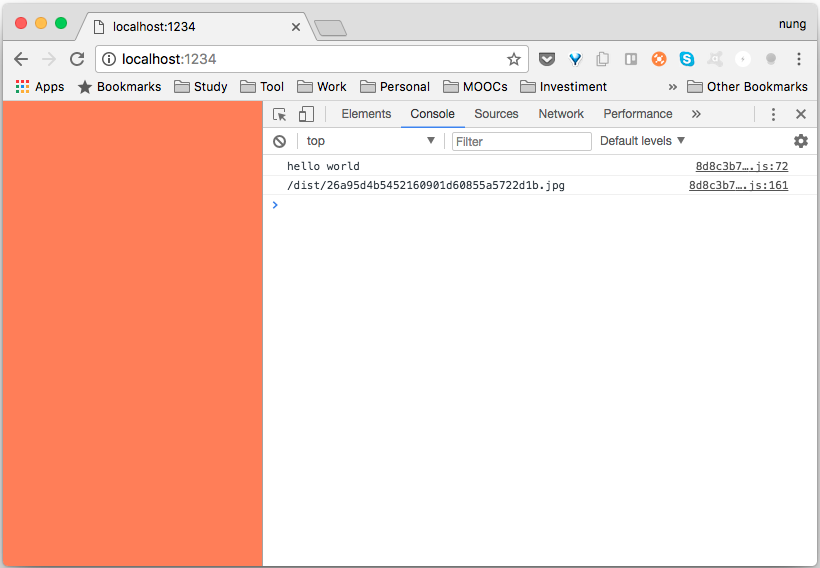 localhost:1234
nung
localhost:1234
Apps Bookmarks Study Tool Work Personal MOOCs Investiment » Other Bookmarks
Elements Console Sources Network Performance »
top Filter Default levels
hello world 8d8c3b7….js:72
/dist/26a95d4b5452160901d60855a5722d1b.jpg 8d8c3b7….js:161